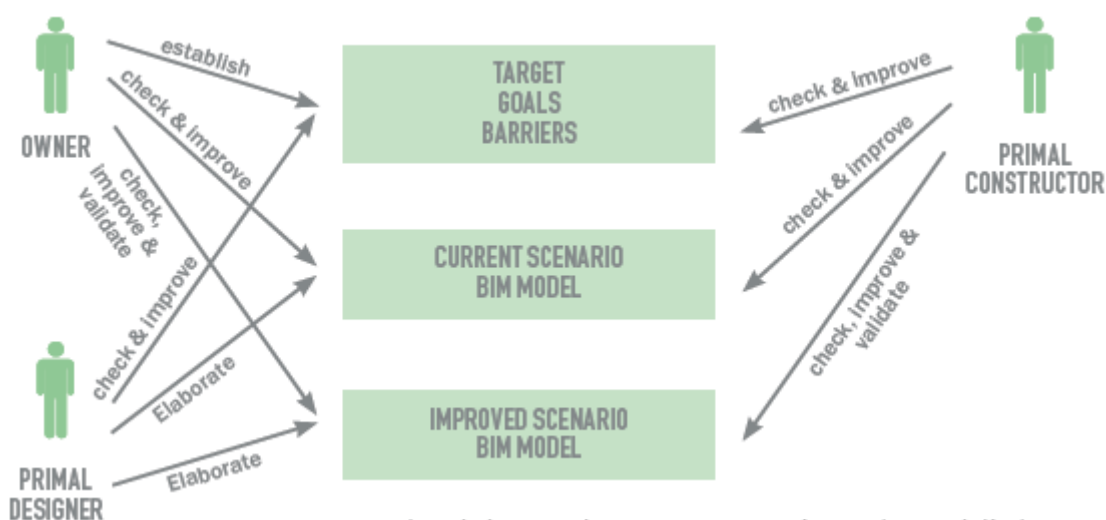 OWNER
establish
check & improve
check,
improve &
validate
PRIMAL
DESIGNER
check & improve
Elaborate
Elaborate
TARGET
GOALS
BARRIERS
CURRENT SCENARIO
BIM MODEL
IMPROVED SCENARIO
BIM MODEL
PRIMAL
CONSTRUCTOR
check & Improve
check & improve
check, improve &
validate